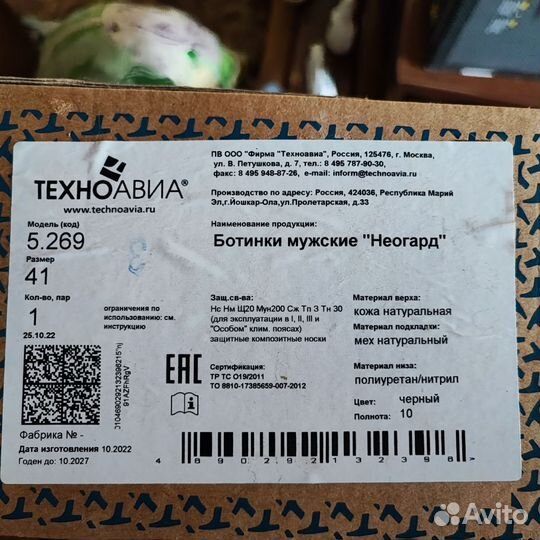 ТЕХНОАВИА®
www.technoavia.ru
ПВ ООО "Фирма "Техноавиа", Россия, 125476, г. Москва,
ул. В. Петушкова, д. 7, тел.: 8 495 787-90-30,
факс: 8 495 948-87-26, e-mail: inform@technoavia.ru
Производство по адресу: Россия, 424036, Республика Марий
Эл,г.Йошкар-Ола,ул.Пролетарская, д.33
Модель (код)
5.269
Размер
41
Кол-во, пар
1
25.10.22
ограничения по
использованию: см.
инструкцию
Наименование продукции:
Ботинки мужские "Неогард"
Защ.св-ва:
Нс Нм Щ20 Мун200 Сж Тп З Тн 30
(для эксплуатации в I, II, III и
"Особом" клим. поясах)
защитные композитные носки
Материал верха:
кожа натуральная
Материал подкладки:
мех натуральный
EAC
Сертификация:
ТР ТС О19/2011
ТО 8810-17385659-007-2012
Материал низа:
полиуретан/нитрил
Цвет: черный
Полнота: 10
Фабрика № -
Дата изготовления 10.2022
Годен до: 10.2027
4 890292 132398 >
Avito